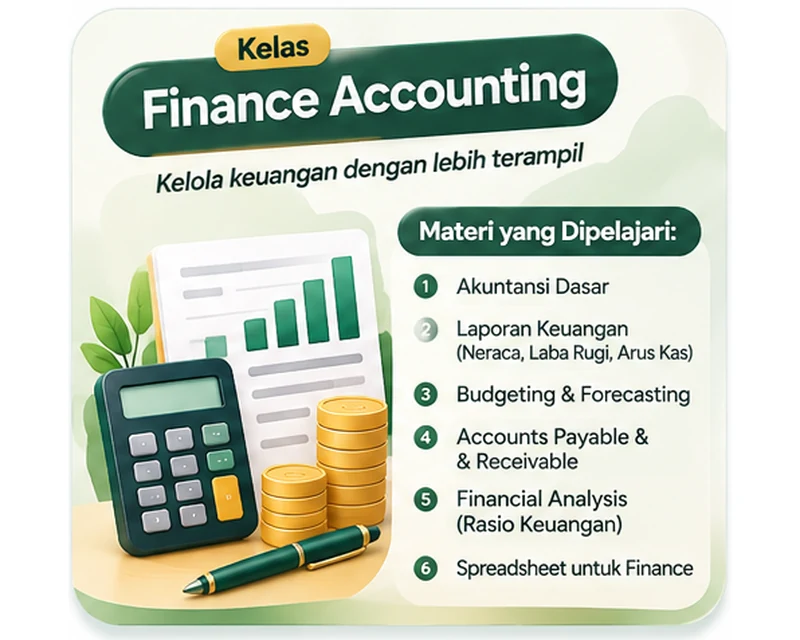 Kelas
Finance Accounting
Kelola keuangan dengan lebih terampil
Materi yang Dipelajari:
1 Akuntansi Dasar
2 Laporan Keuangan
(Neraca, Laba Rugi, Arus Kas)
3 Budgeting & Forecasting
4 Accounts Payable &
& Receivable
5 Financial Analysis
(Rasio Keuangan)
6 Spreadsheet untuk Finance